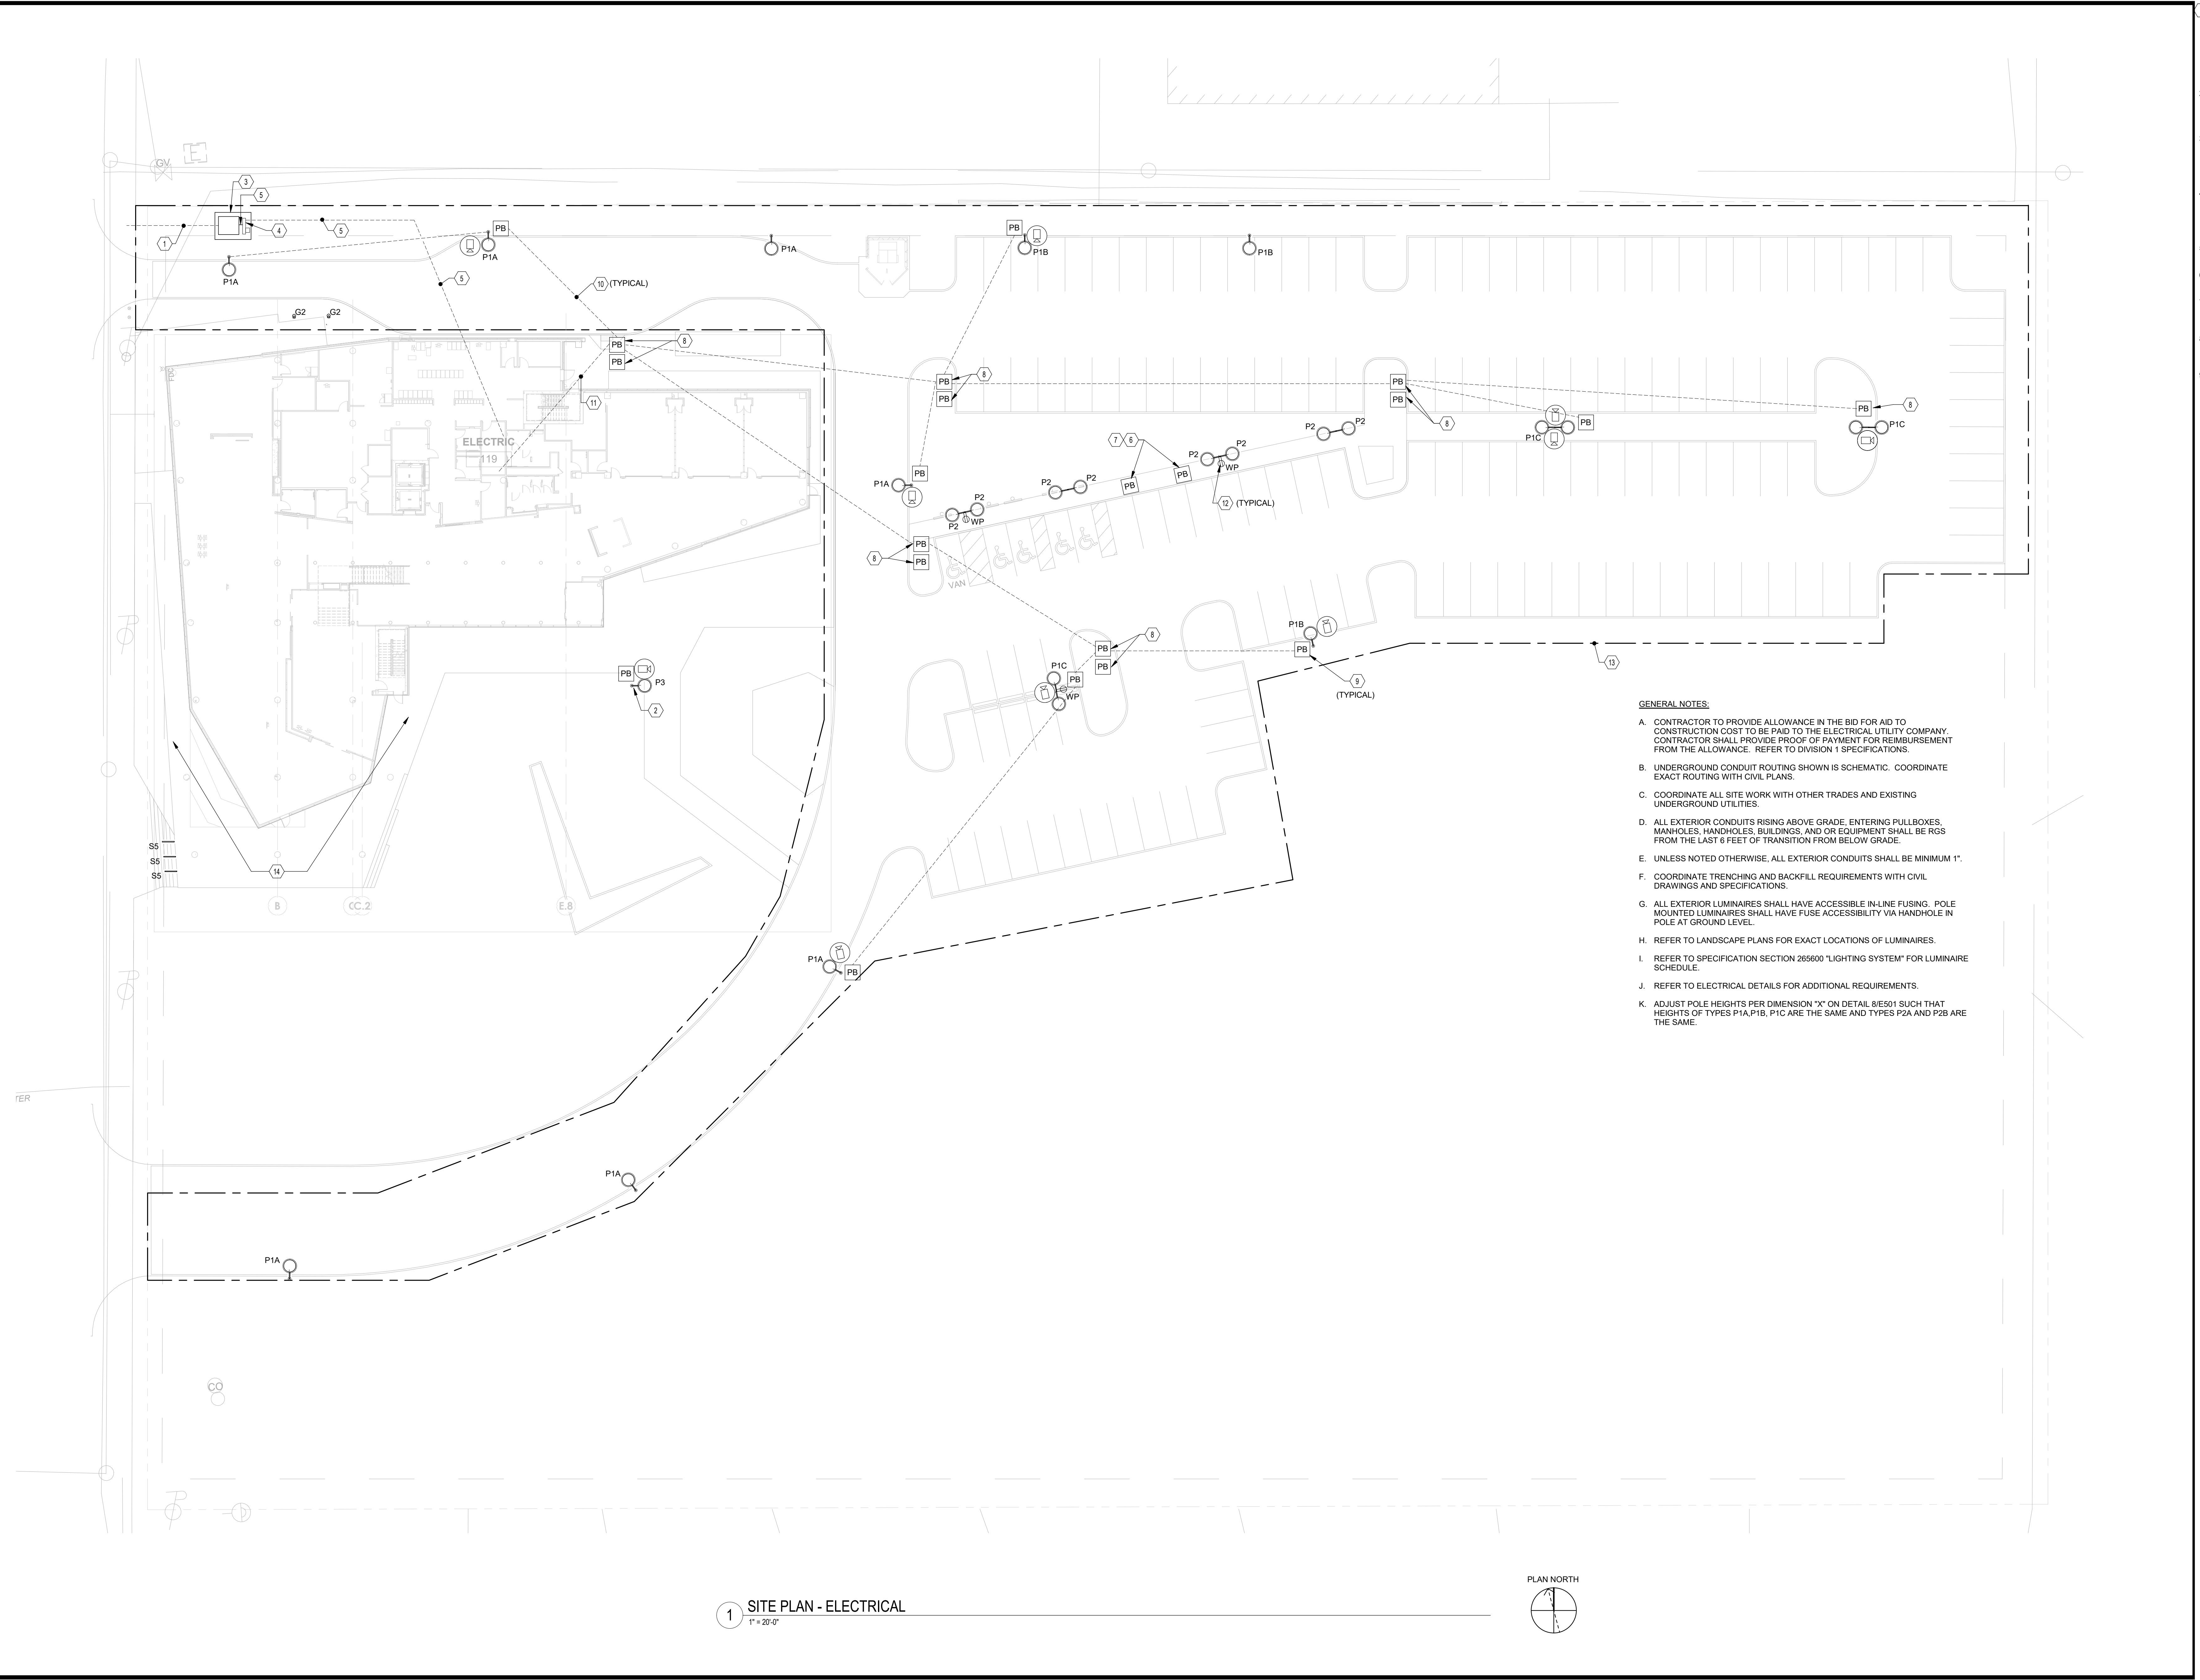 GV
E
3
5
1
4
5
P1A
PB
P1A
5
10 (TYPICAL)
P1A
PB
P1B
P1B
G2
G2
PB
PB
8
11
FDC
ELECTRIC
119
PB
PB
8
PB
PB
8
PB
8
P1C
P1C
PB
P2
P2
7
6
P2
P2
WP
PB
PB
12 (TYPICAL)
PB
P1A
P2
P2
P2
P2
WP
8
PB
PB
VAN
PB
PB
8
P1B
PB
9
(TYPICAL)
13
P1C
PB
WP
PB
P3
2
P
S5
S5
S5
14
B
C
C.2
E.8
P1A
PB
P
TER
P1A
P1A
CO
P
GENERAL NOTES:
A. CONTRACTOR TO PROVIDE ALLOWANCE IN THE BID FOR AID TO
CONSTRUCTION COST TO BE PAID TO THE ELECTRICAL UTILITY COMPANY.
CONTRACTOR SHALL PROVIDE PROOF OF PAYMENT FOR REIMBURSEMENT
FROM THE ALLOWANCE. REFER TO DIVISION 1 SPECIFICATIONS.
B. UNDERGROUND CONDUIT ROUTING SHOWN IS SCHEMATIC. COORDINATE
EXACT ROUTING WITH CIVIL PLANS.
C. COORDINATE ALL SITE WORK WITH OTHER TRADES AND EXISTING
UNDERGROUND UTILITIES.
D. ALL EXTERIOR CONDUITS RISING ABOVE GRADE, ENTERING PULLBOXES,
MANHOLES, HANDHOLES, BUILDINGS, AND OR EQUIPMENT SHALL BE RGS
FROM THE LAST 6 FEET OF TRANSITION FROM BELOW GRADE.
E. UNLESS NOTED OTHERWISE, ALL EXTERIOR CONDUITS SHALL BE MINIMUM 1".
F. COORDINATE TRENCHING AND BACKFILL REQUIREMENTS WITH CIVIL
DRAWINGS AND SPECIFICATIONS.
G. ALL EXTERIOR LUMINAIRES SHALL HAVE ACCESSIBLE IN-LINE FUSING. POLE
MOUNTED LUMINAIRES SHALL HAVE FUSE ACCESSIBILITY VIA HANDHOLE IN
POLE AT GROUND LEVEL.
H. REFER TO LANDSCAPE PLANS FOR EXACT LOCATIONS OF LUMINAIRES.
I. REFER TO SPECIFICATION SECTION 265600 "LIGHTING SYSTEM" FOR LUMINAIRE
SCHEDULE.
J. REFER TO ELECTRICAL DETAILS FOR ADDITIONAL REQUIREMENTS.
K. ADJUST POLE HEIGHTS PER DIMENSION "X" ON DETAIL 8/E501 SUCH THAT
HEIGHTS OF TYPES P1A,P1B, P1C ARE THE SAME AND TYPES P2A AND P2B ARE
THE SAME.
1
SITE PLAN - ELECTRICAL
1" = 20'-0"
PLAN NORTH